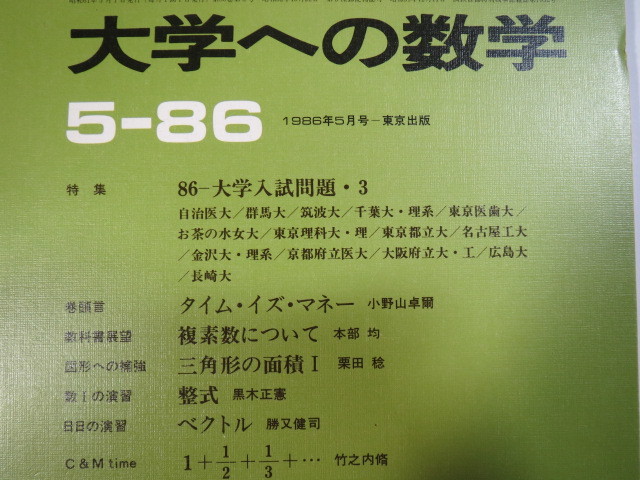 大学への数学
5-86 1986年5月号-東京出版
特集 86-大学入試問題・3
自治医大/群馬大/筑波大/千葉大・理系/東京医歯大/
お茶の水女大/東京理科大・理/東京都立大/名古屋工大
/金沢大・理系/京都府立医大/大阪府立大・工/広島大
/長崎大
巻頭言 タイム・イズ・マネー 小野山卓爾
教科書展望 複素数について 本部 均
図形への補強 三角形の面積Ⅰ 栗田 稔
数Ⅰの演習 整式 黒木正憲
日日の演習 ベクトル 勝又健司
C&M time 1+1/2+1/3+… 竹之内脩